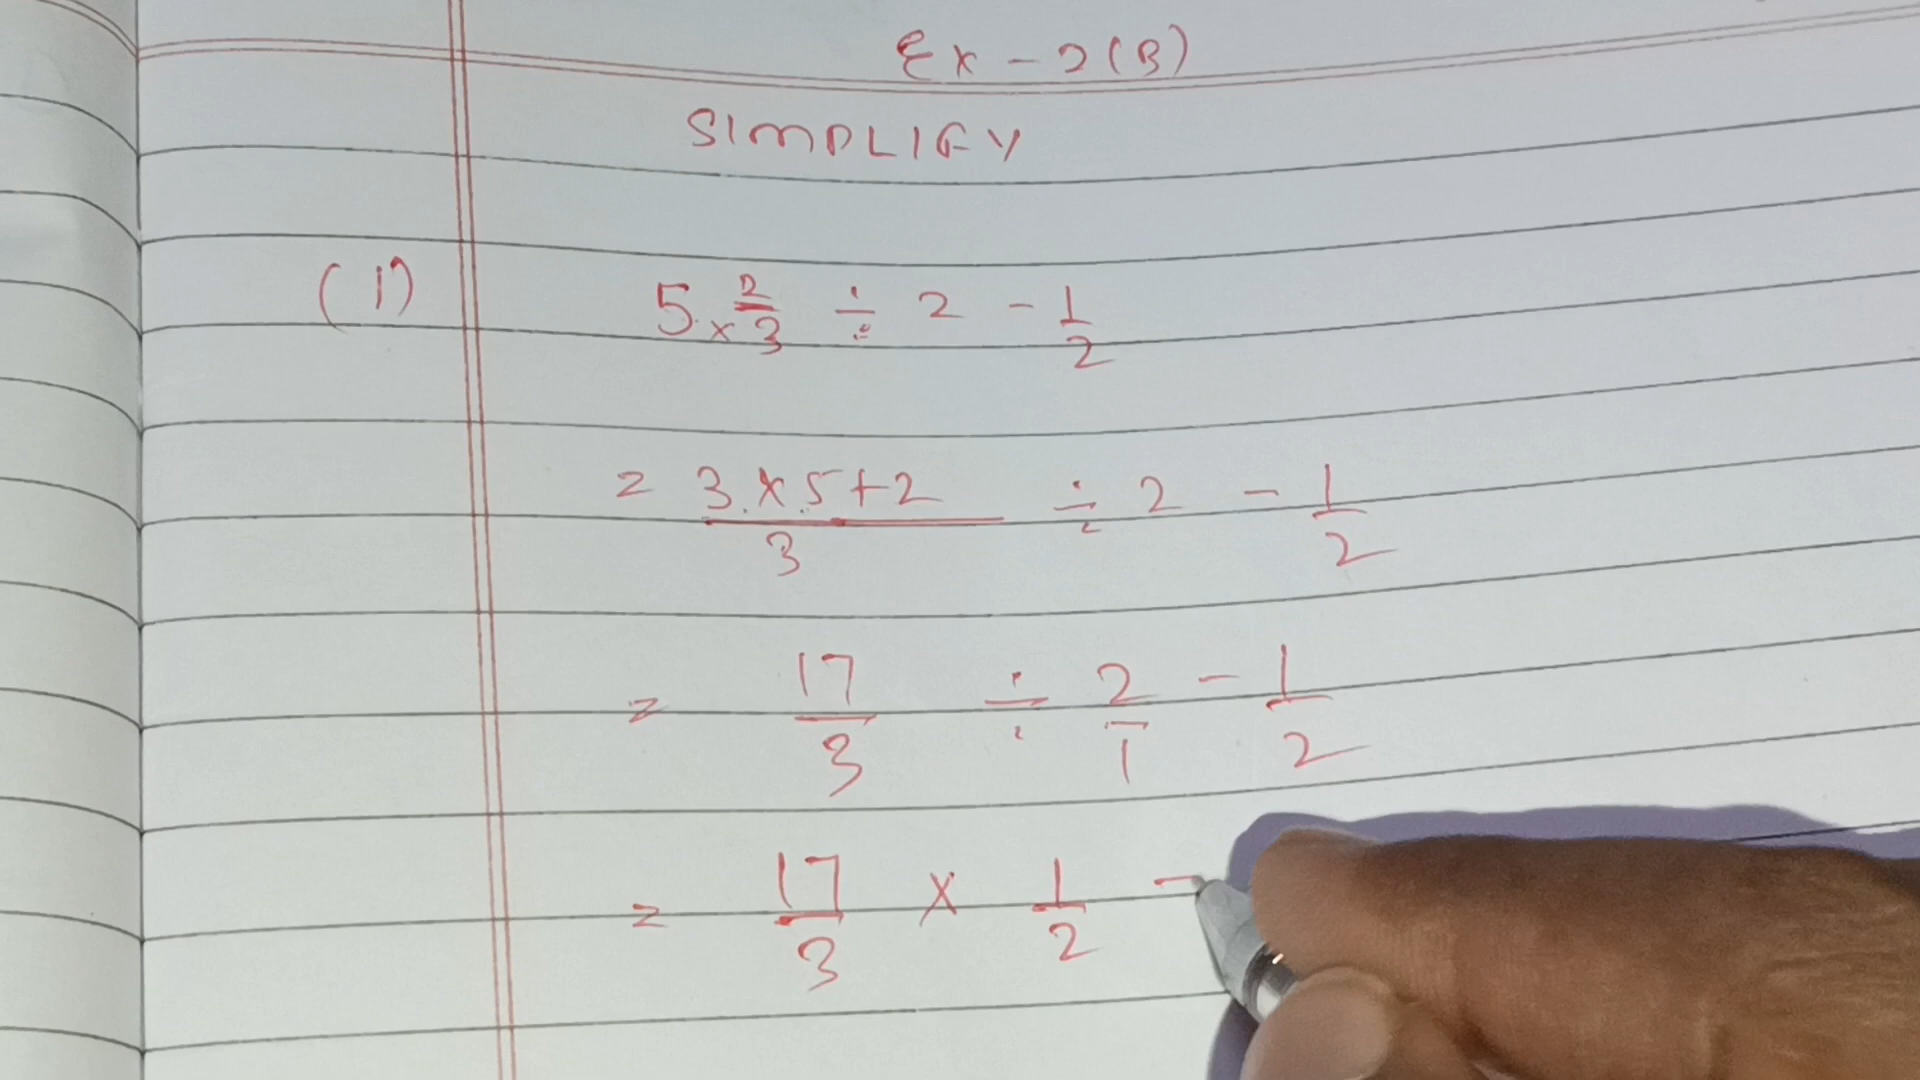 Ex - 2(B)
SIMPLIFY
(1) 5 × 2/3 ÷ 2 - 1/2
= 3 × 5 + 2 / 3 ÷ 2 - 1/2
= 17/3 ÷ 2/1 - 1/2
= 17/3 × 1/2 -